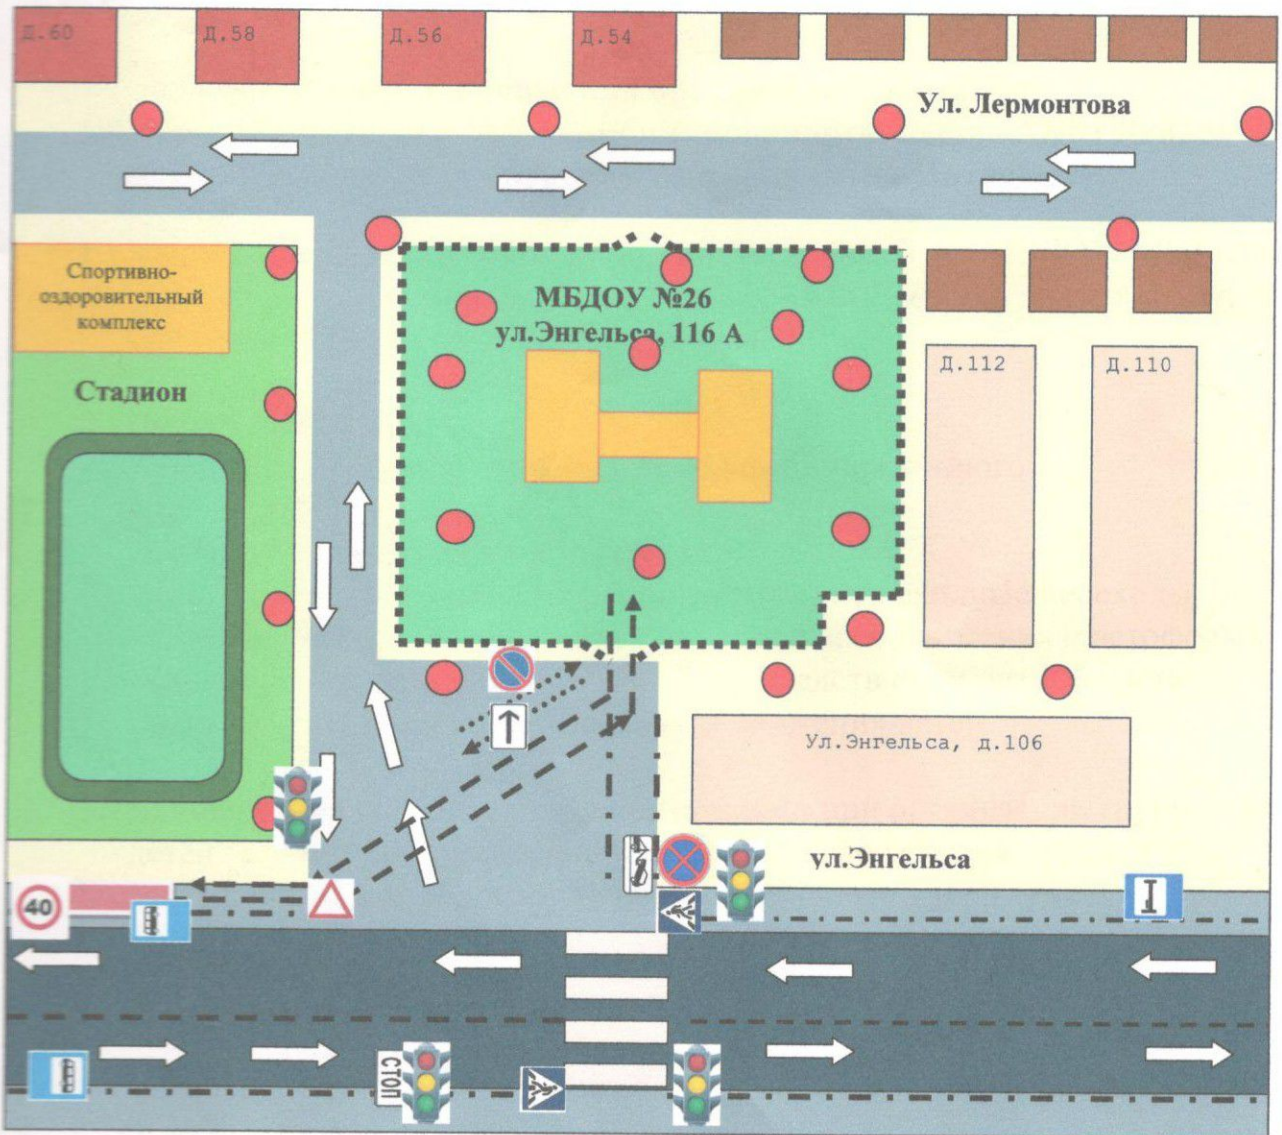 Д.60
Д.58
Д.56
Д.54
Ул. Лермонтова
Спортивно-
оздоровительный
комплекс
МБДОУ №26
ул.Энгельса, 116 А
Стадион
Д.112
Д.110
Ул.Энгельса, д.106
ул.Энгельса
40
I
СТОП